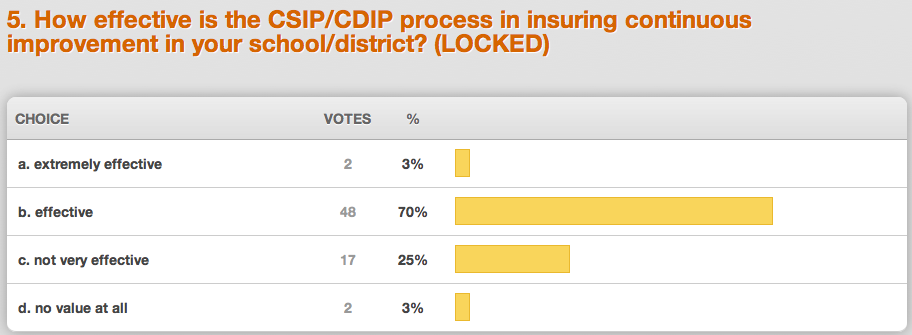 5. How effective is the CSIP/CDIP process in insuring continuous
improvement in your school/district? (LOCKED)
CHOICE VOTES %
a. extremely effective 2 3%
b. effective 48 70%
c. not very effective 17 25%
d. no value at all 2 3%